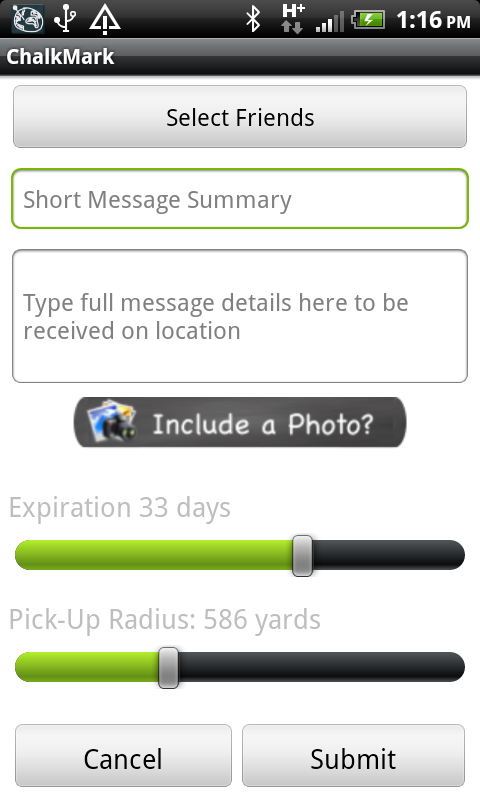 H+
1:16 PM
ChalkMark
Select Friends
Short Message Summary
Type full message details here to be
received on location
Include a Photo?
Expiration 33 days
Pick-Up Radius: 586 yards
Cancel
Submit